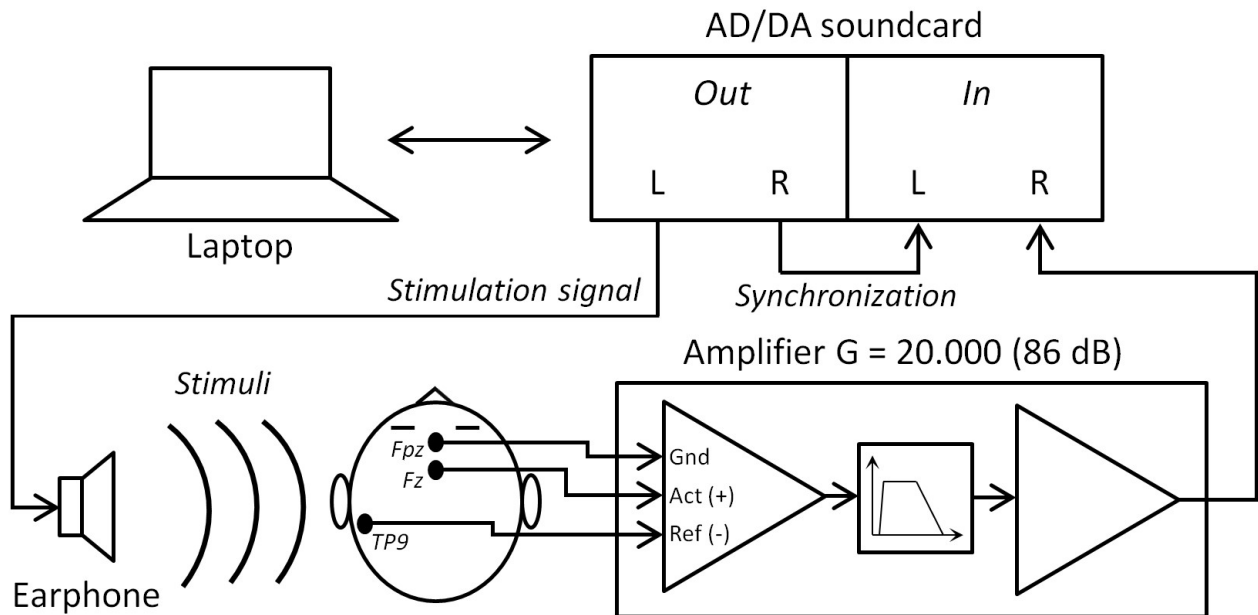 AD/DA soundcard
Out
In
L
R
L
R
Laptop
Stimulation signal
Synchronization
Amplifier G = 20.000 (86 dB)
Stimuli
Fpz
Gnd
Fz
Act (+)
Ref (-)
TP9
Earphone